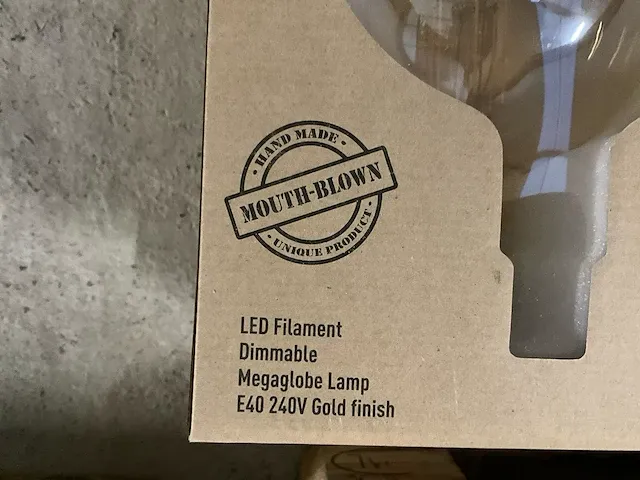 · HAND MADE ·
MOUTH-BLOWN
· UNIQUE PRODUCT ·
LED Filament
Dimmable
Megaglobe Lamp
E40 240V Gold finish